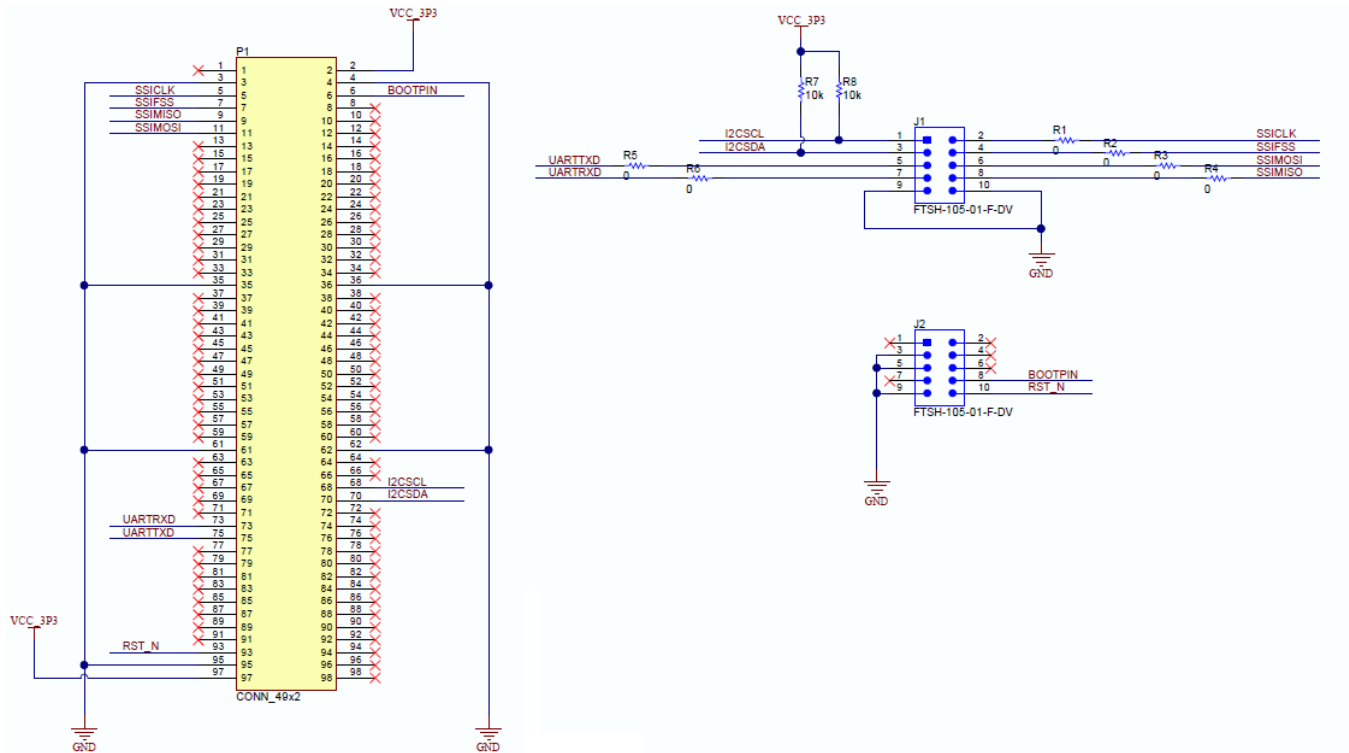 VCC_3P3
P1
1 1 2 2
3 3 4 4
SSICLK 5 5 6 6 BOOTPIN
SSIFSS 7 7 8 8
SSIMISO 9 9 10 10
SSIMOSI 11 11 12 12
13 13 14 14
15 15 16 16
17 17 18 18
19 19 20 20
21 21 22 22
23 23 24 24
25 25 26 26
27 27 28 28
29 29 30 30
31 31 32 32
33 33 34 34
35 35 36 36
37 37 38 38
39 39 40 40
41 41 42 42
43 43 44 44
45 45 46 46
47 47 48 48
49 49 50 50
51 51 52 52
53 53 54 54
55 55 56 56
57 57 58 58
59 59 60 60
61 61 62 62
63 63 64 64
65 65 66 66
67 67 68 68 I2CSCL
69 69 70 70 I2CSDA
71 71 72 72
UARTRXD 73 73 74 74
UARTTXD 75 75 76 76
77 77 78 78
79 79 80 80
81 81 82 82
83 83 84 84
85 85 86 86
87 87 88 88
89 89 90 90
91 91 92 92
RST_N 93 93 94 94
95 95 96 96
97 97 98 98
VCC_3P3
CONN_49x2
GND GND
VCC_3P3
R7 R8
10k 10k
J1
I2CSCL 1 2 R1 0 SSICLK
I2CSDA 3 4 R2 0 SSIFSS
UARTTXD R5 0 5 6 R3 0 SSIMOSI
UARTRXD R6 0 7 8 R4 0 SSIMISO
9 10
FTSH-105-01-F-DV
GND
J2
1 2
3 4
5 6
7 8 BOOTPIN
9 10 RST_N
FTSH-105-01-F-DV
GND